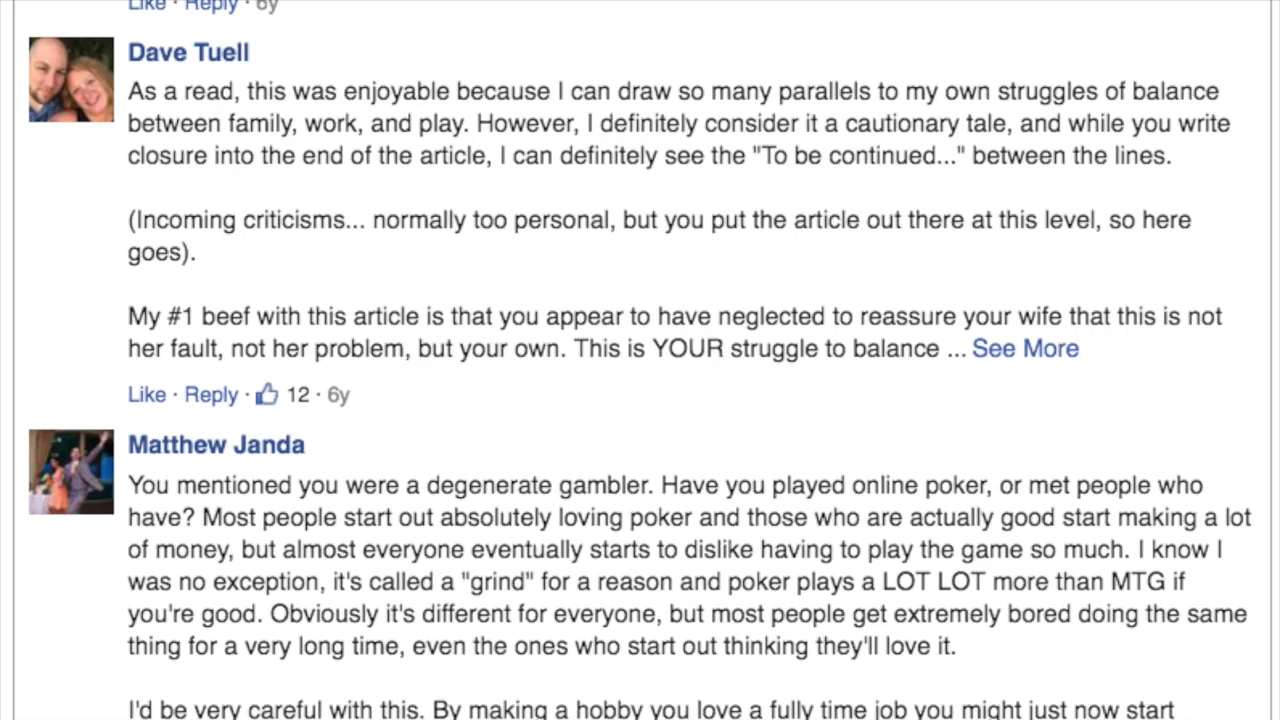 Like · Reply · 6y
Dave Tuell
As a read, this was enjoyable because I can draw so many parallels to my own struggles of balance
between family, work, and play. However, I definitely consider it a cautionary tale, and while you write
closure into the end of the article, I can definitely see the "To be continued..." between the lines.
(Incoming criticisms... normally too personal, but you put the article out there at this level, so here
goes).
My #1 beef with this article is that you appear to have neglected to reassure your wife that this is not
her fault, not her problem, but your own. This is YOUR struggle to balance ... See More
Like · Reply · 12 · 6y
Matthew Janda
You mentioned you were a degenerate gambler. Have you played online poker, or met people who
have? Most people start out absolutely loving poker and those who are actually good start making a lot
of money, but almost everyone eventually starts to dislike having to play the game so much. I know I
was no exception, it's called a "grind" for a reason and poker plays a LOT LOT more than MTG if
you're good. Obviously it's different for everyone, but most people get extremely bored doing the same
thing for a very long time, even the ones who start out thinking they'll love it.
I'd be very careful with this. By making a hobby you love a fully time job you might just now start